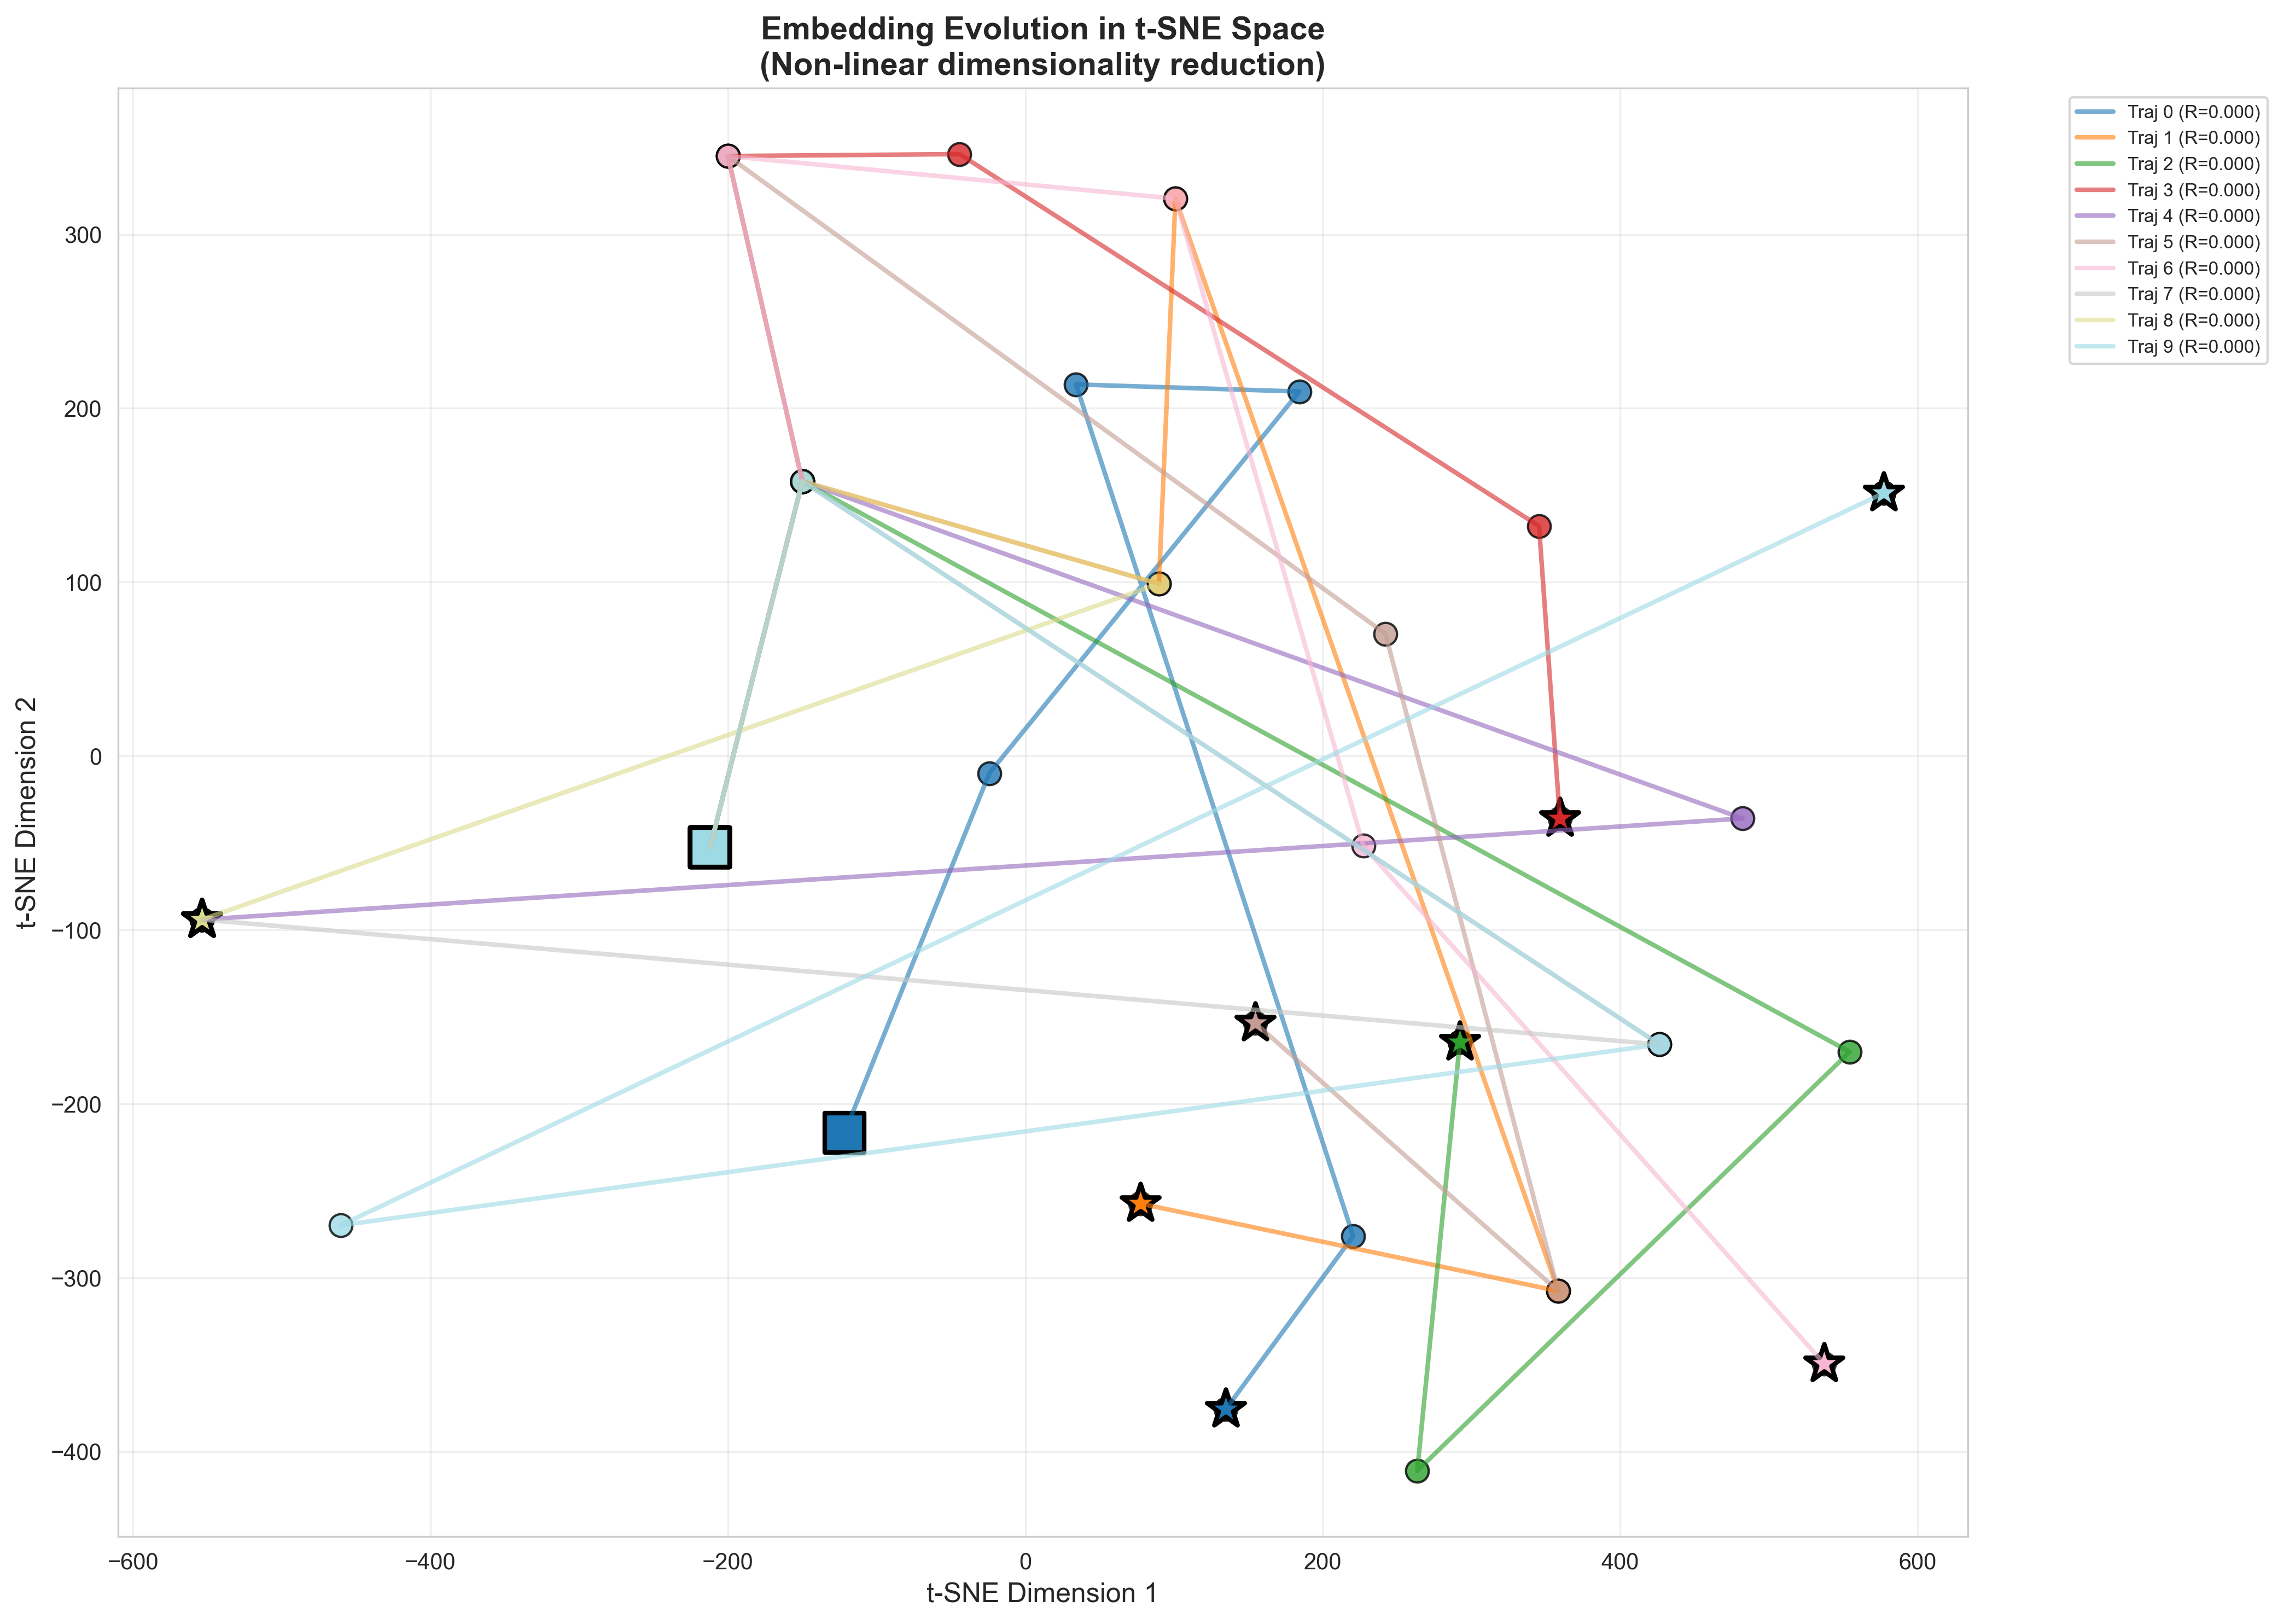 Embedding Evolution in t-SNE Space
(Non-linear dimensionality reduction)
Traj 0 (R=0.000)
Traj 1 (R=0.000)
Traj 2 (R=0.000)
Traj 3 (R=0.000)
Traj 4 (R=0.000)
Traj 5 (R=0.000)
Traj 6 (R=0.000)
Traj 7 (R=0.000)
Traj 8 (R=0.000)
Traj 9 (R=0.000)
t-SNE Dimension 2
300
200
100
0
−100
−200
−300
−400
−600
−400
−200
0
200
400
600
t-SNE Dimension 1